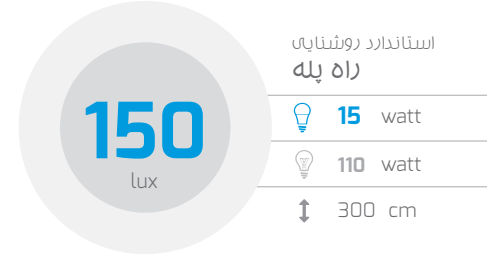 استاندارد روشنایی
راه پله
150
lux
15 watt
110 watt
300 cm